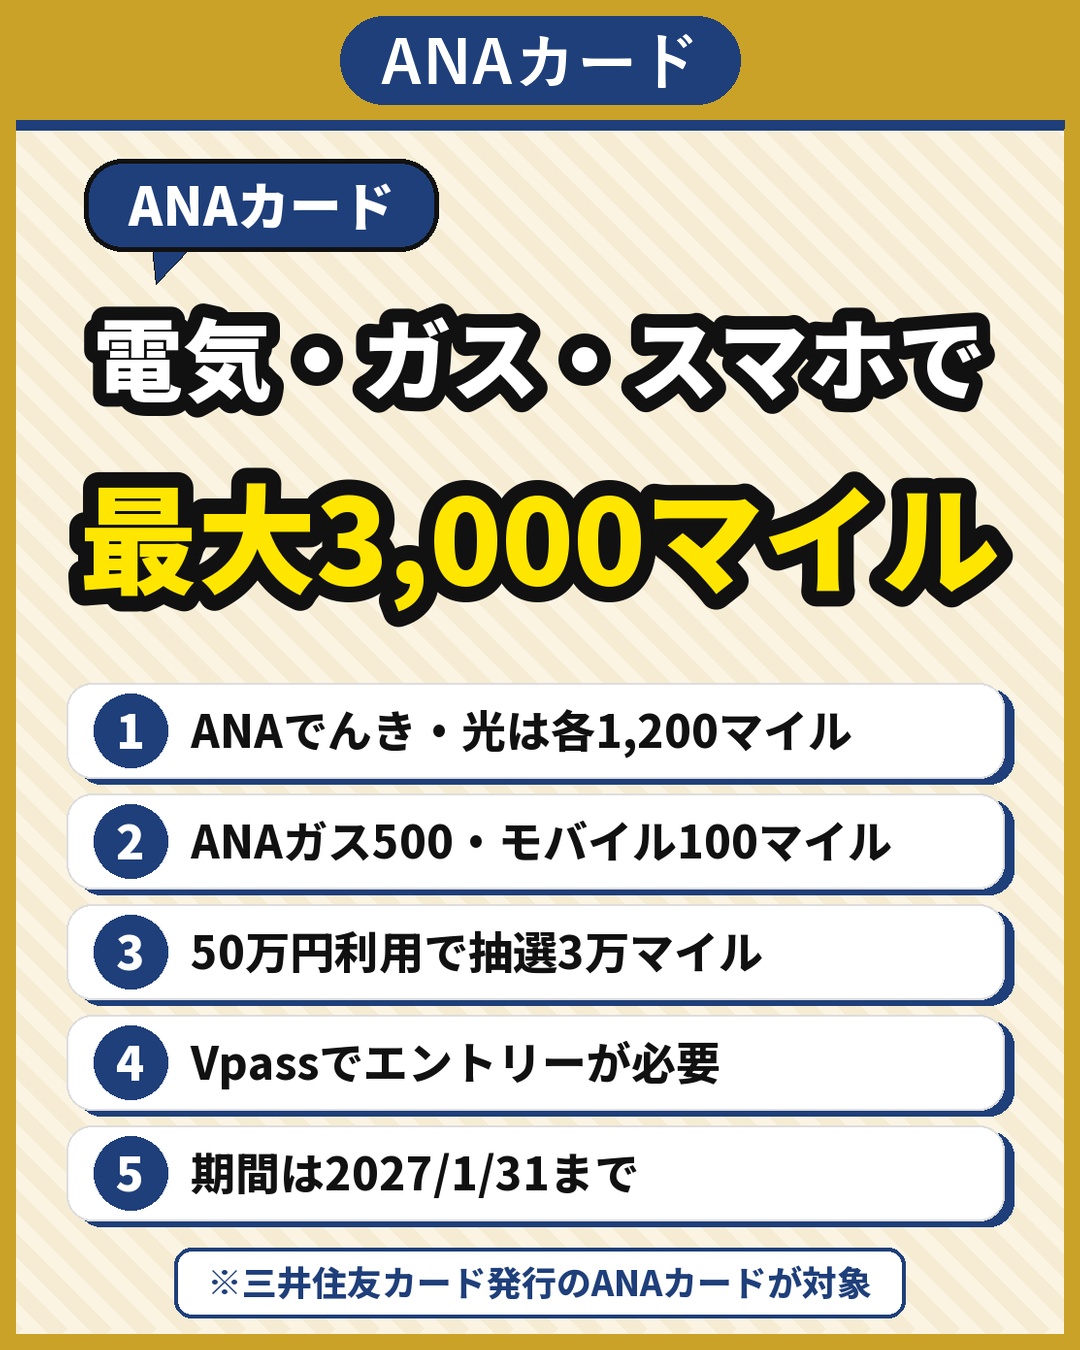 ANAカード
ANAカード
電気・ガス・スマホで
最大3,000マイル
1 ANAでんき・光は各1,200マイル
2 ANAガス500・モバイル100マイル
3 50万円利用で抽選3万マイル
4 Vpassでエントリーが必要
5 期間は2027/1/31まで
※三井住友カード発行のANAカードが対象